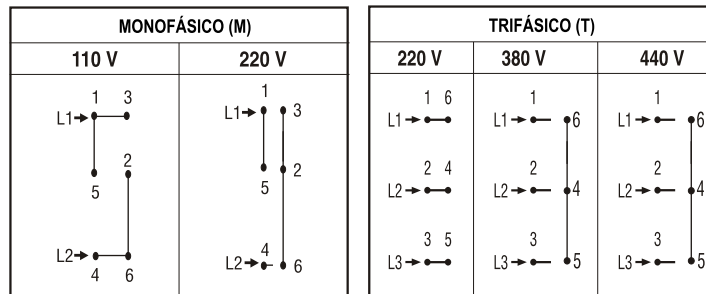 MONOFÁSICO (M)
110 V 220 V
1 3
L1
2
5
L2
4 6
1
L1 3
5 2
4
L2 6
TRIFÁSICO (T)
220 V 380 V 440 V
1 6 1 1
L1 L1 6 L1 6
2 4 2 2
L2 L2 4 L2 4
3 5 3 3
L3 L3 5 L3 5